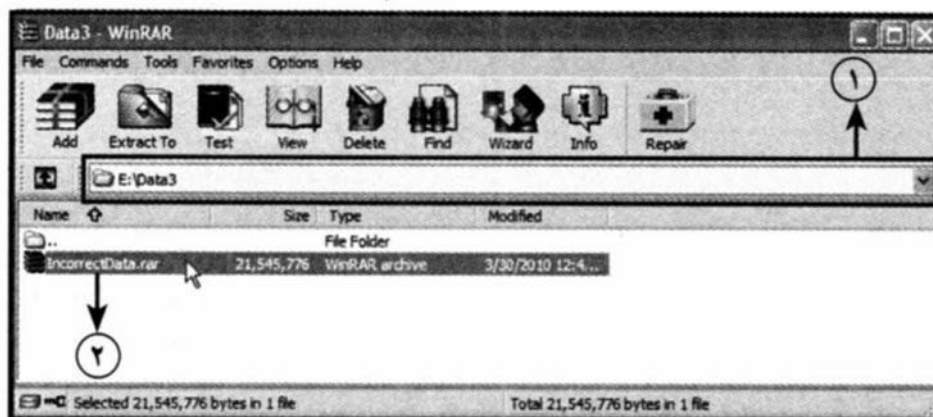 Data3 - WinRAR
File Commands Tools Favorites Options Help
۱
Add Extract To Test View Delete Find Wizard Info Repair
E:\Data3
Name Size Type Modified
.. File Folder
IncorrectData.rar 21,545,776 WinRAR archive 3/30/2010 12:4...
۲
Selected 21,545,776 bytes in 1 file Total 21,545,776 bytes in 1 file